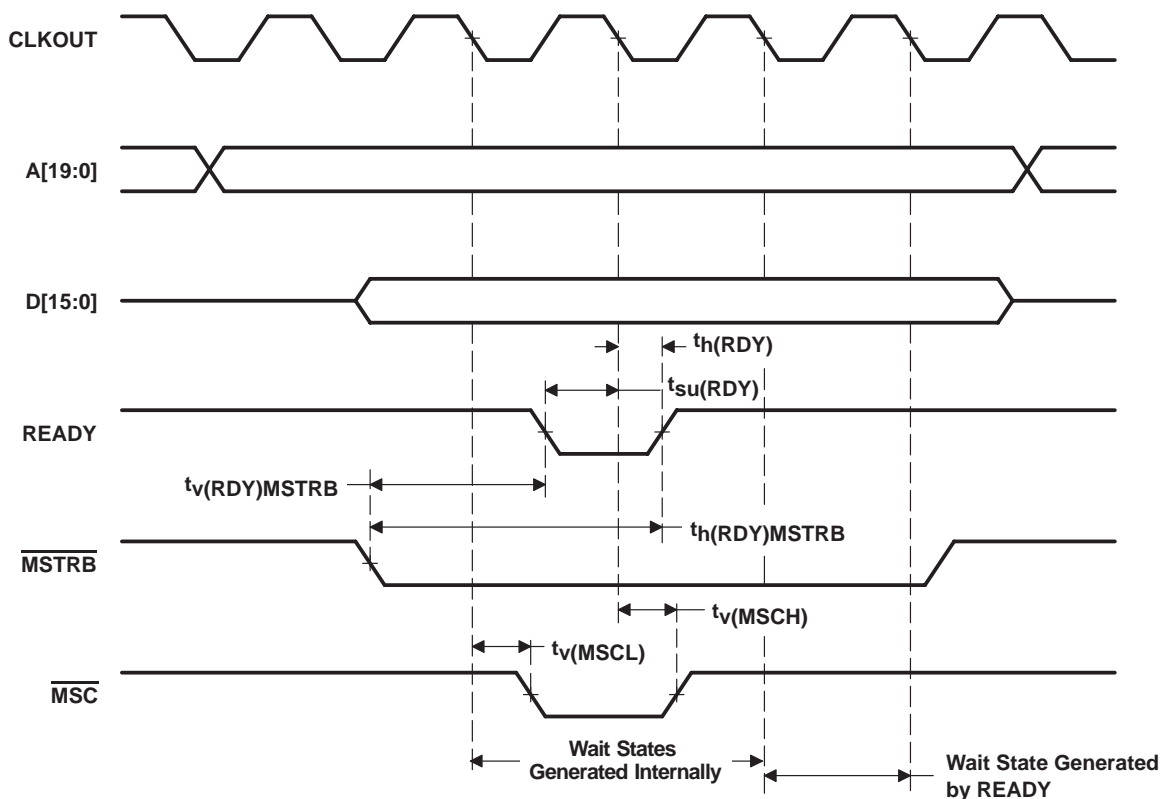 CLKOUT
A[19:0]
D[15:0]
th(RDY)
tsu(RDY)
READY
tv(RDY)MSTRB
th(RDY)MSTRB
MSTRB
tv(MSCH)
tv(MSCL)
MSC
Wait States
Generated Internally
Wait State Generated
by READY